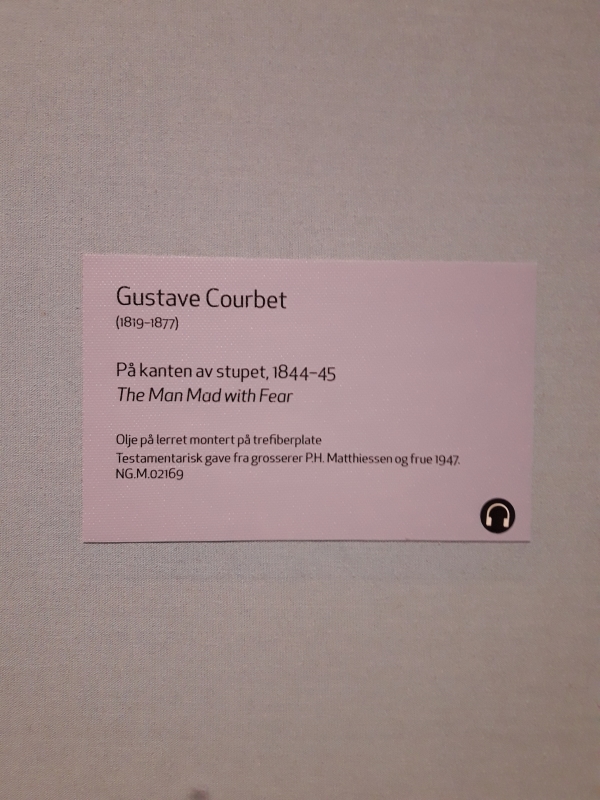 Gustave Courbet
(1819–1877)
På kanten av stupet, 1844–45
The Man Mad with Fear
Olje på lerret montert på trefiberplate
Testamentarisk gave fra grosserer P.H. Matthiessen og frue 1947.
NG.M.02169